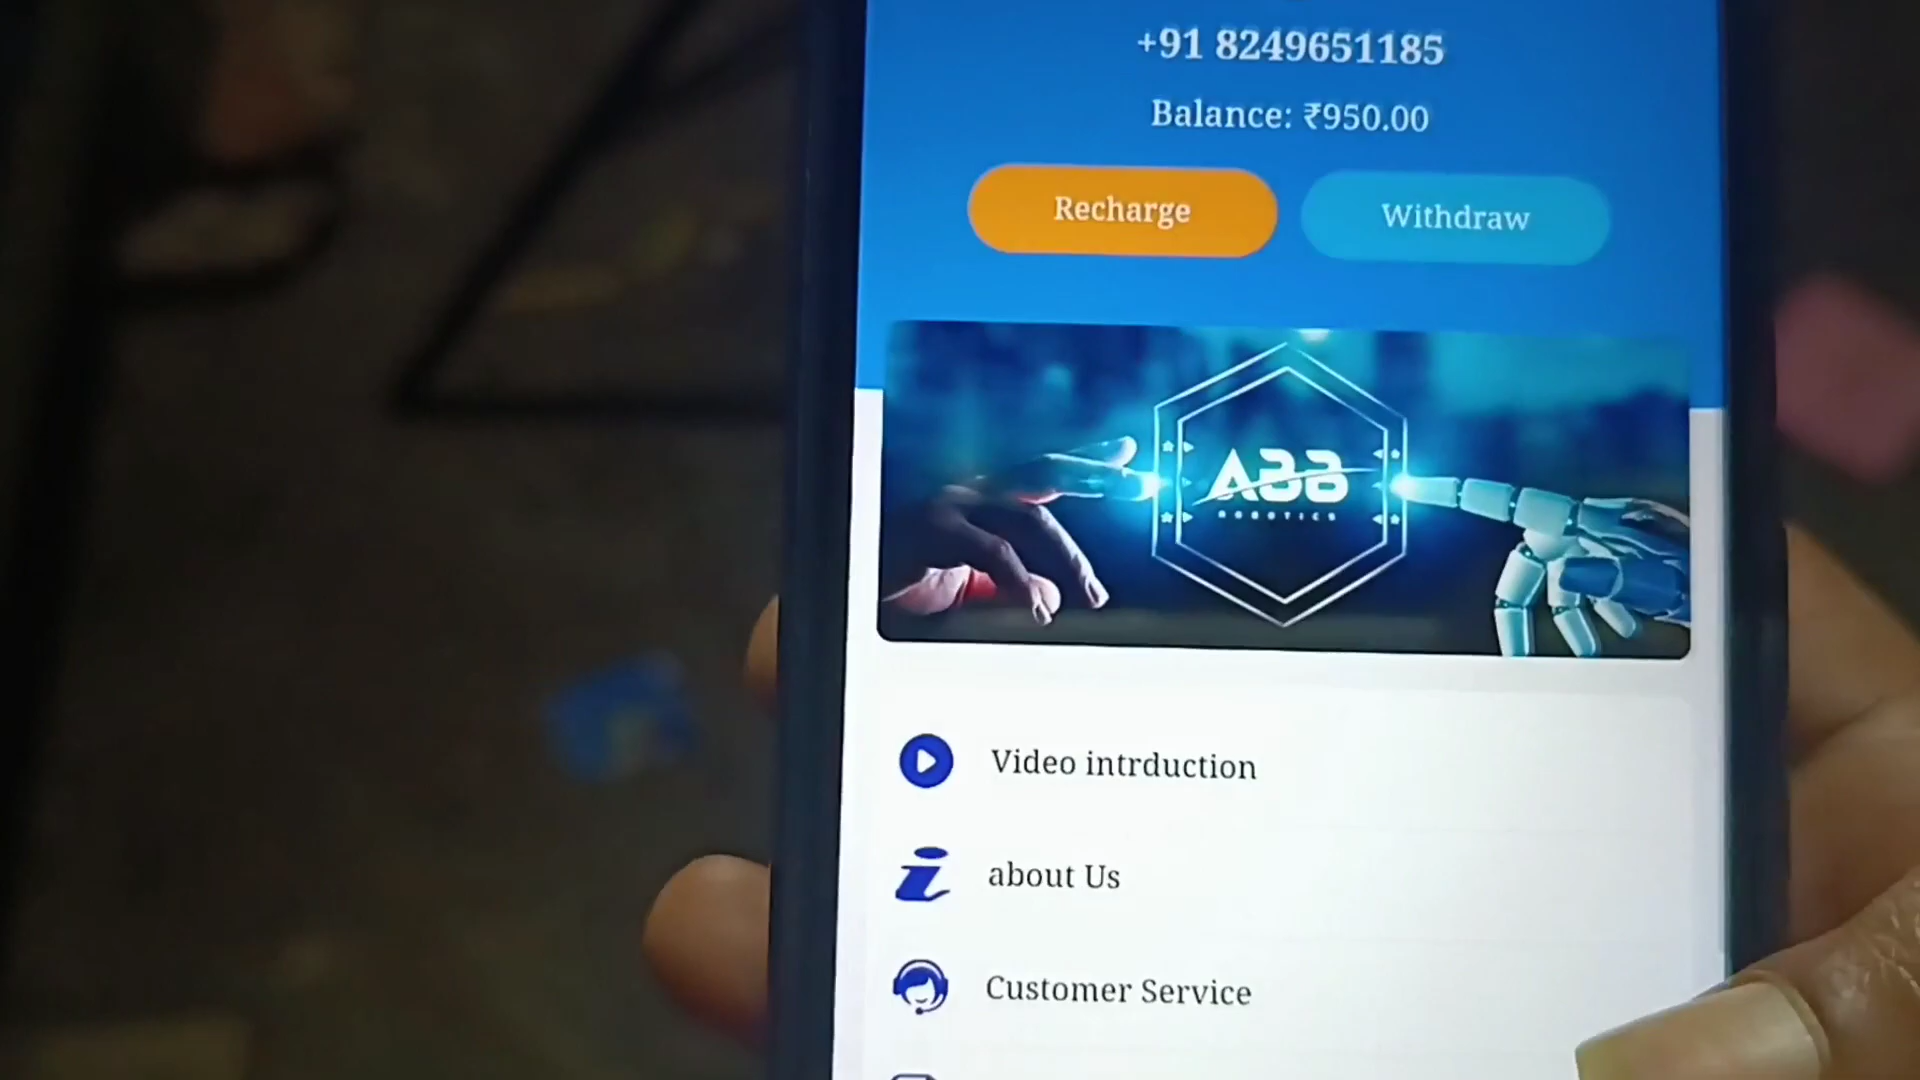 +91 8249651185
Balance: ₹950.00
Recharge
Withdraw
ABB
ROBOTICS
Video intrduction
about Us
Customer Service